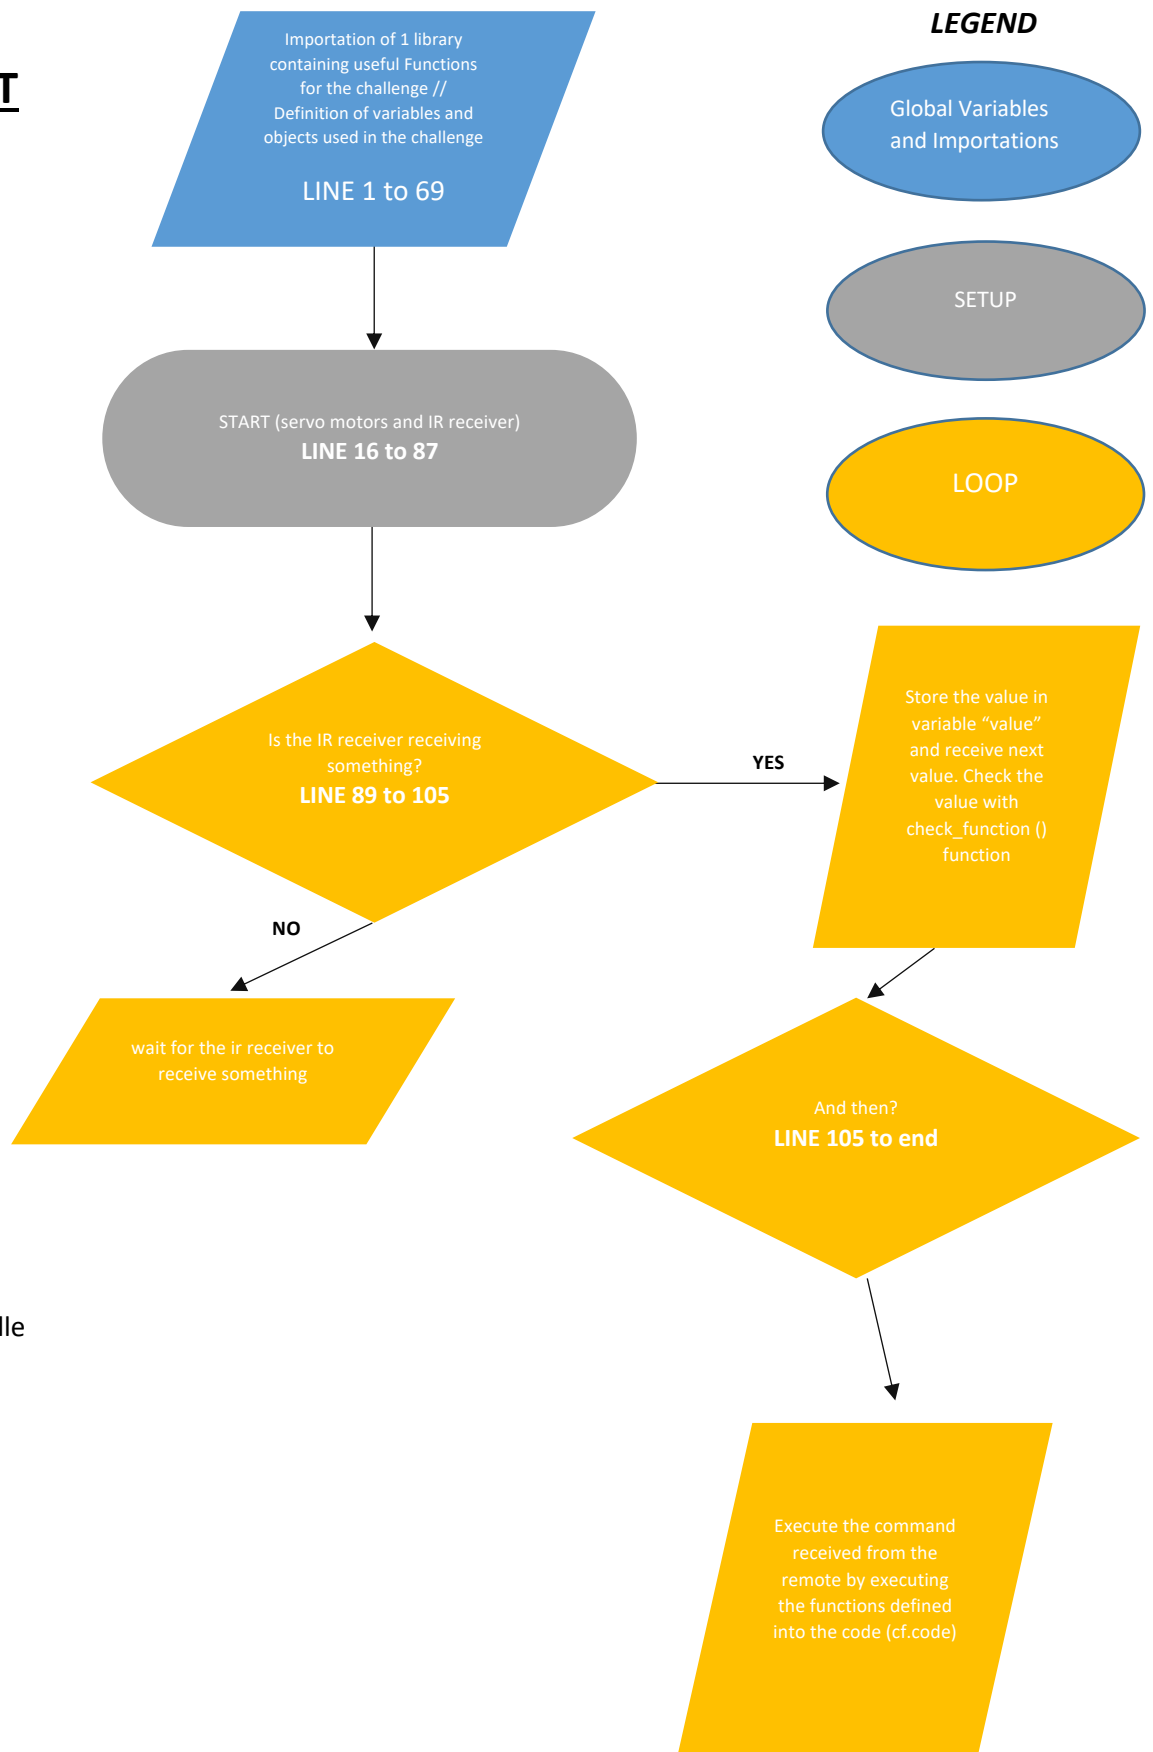 T
Importation of 1 library
containing useful Functions
for the challenge //
Definition of variables and
objects used in the challenge
LINE 1 to 69
LEGEND
Global Variables
and Importations
SETUP
LOOP
START (servo motors and IR receiver)
LINE 16 to 87
Is the IR receiver receiving
something?
LINE 89 to 105
YES
Store the value in
variable “value”
and receive next
value. Check the
value with
check_function ()
function
NO
wait for the ir receiver to
receive something
And then?
LINE 105 to end
lle
Execute the command
received from the
remote by executing
the functions defined
into the code (cf.code)